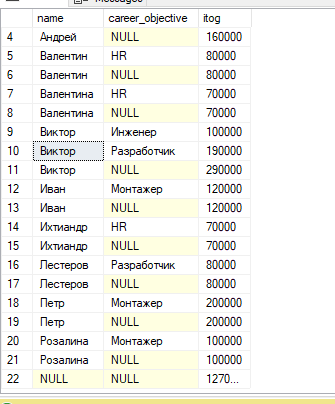 name career_objective itog
4 Андрей NULL 160000
5 Валентин HR 80000
6 Валентин NULL 80000
7 Валентина HR 70000
8 Валентина NULL 70000
9 Виктор Инженер 100000
10 Виктор Разработчик 190000
11 Виктор NULL 290000
12 Иван Монтажер 120000
13 Иван NULL 120000
14 Ихтиандр HR 70000
15 Ихтиандр NULL 70000
16 Лестеров Разработчик 80000
17 Лестеров NULL 80000
18 Петр Монтажер 200000
19 Петр NULL 200000
20 Розалина Монтажер 100000
21 Розалина NULL 100000
22 NULL NULL 1270...